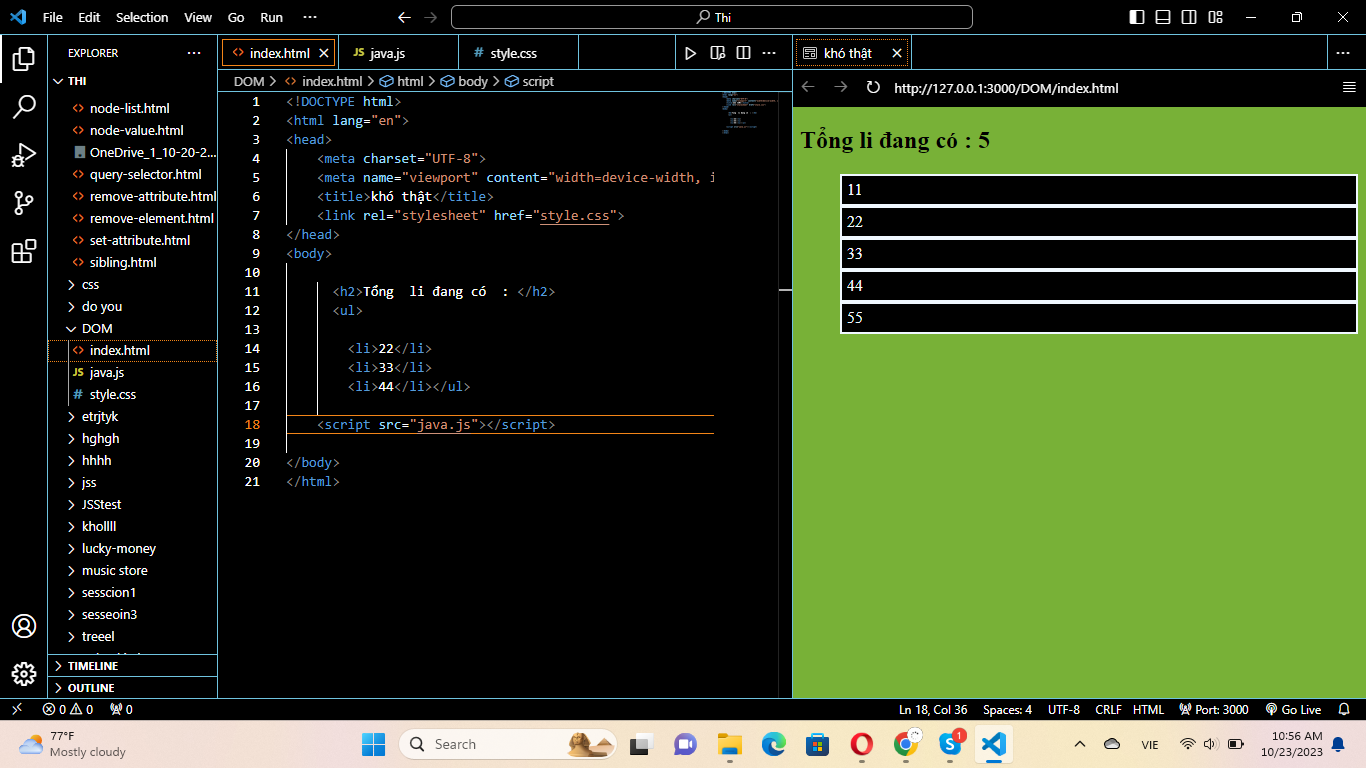 File Edit Selection View Go Run ··· Thi
EXPLORER ···
THI
node-list.html
node-value.html
OneDrive_1_10-20-2...
query-selector.html
remove-attribute.html
remove-element.html
set-attribute.html
sibling.html
css
do you
DOM
index.html
JS java.js
# style.css
etrjtyk
hghgh
hhhh
jss
JSStest
khollll
lucky-money
music store
sesscion1
sesseoin3
treeel
TIMELINE
OUTLINE
index.html JS java.js # style.css
DOM > index.html > html > body > script
1 <!DOCTYPE html>
2 <html lang="en">
3 <head>
4 <meta charset="UTF-8">
5 <meta name="viewport" content="width=device-width, i
6 <title>khó thật</title>
7 <link rel="stylesheet" href="style.css">
8 </head>
9 <body>
10
11 <h2>Tổng  li đang có  : </h2>
12 <ul>
13
14 <li>22</li>
15 <li>33</li>
16 <li>44</li></ul>
17
18 <script src="java.js"></script>
19
20 </body>
21 </html>
khó thật ···
http://127.0.0.1:3000/DOM/index.html
Tổng li đang có : 5
11
22
33
44
55
0 0 0 Ln 18, Col 36 Spaces: 4 UTF-8 CRLF HTML Port: 3000 Go Live
77°F
Mostly cloudy
Search
1
VIE
10:56 AM
10/23/2023